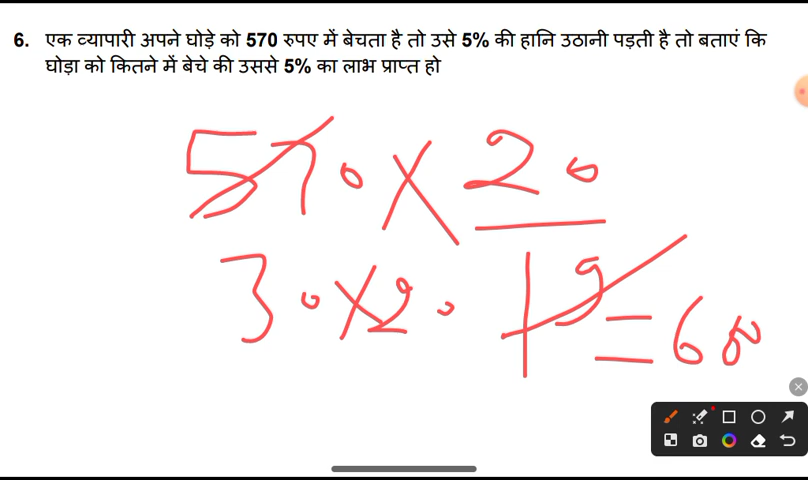 6. एक व्यापारी अपने घोड़े को 570 रुपए में बेचता है तो उसे 5% की हानि उठानी पड़ती है तो बताएं कि
घोड़ा को कितने में बेचे की उससे 5% का लाभ प्राप्त हो
570 X 20
19
30 X 20 = 600